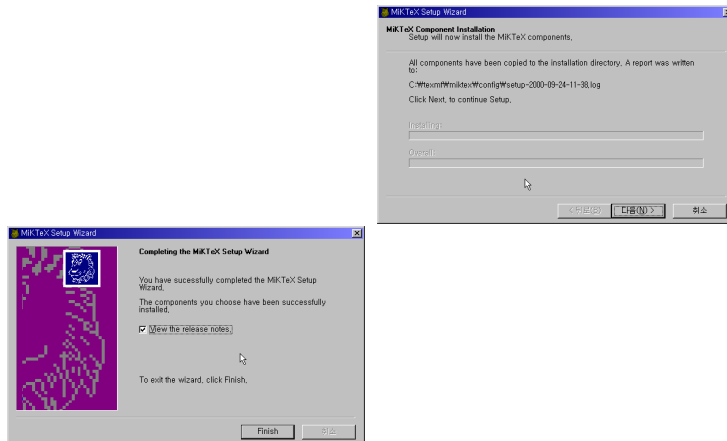 MiKTeX Setup Wizard
MiKTeX Component Installation
Setup will now install the MiKTeX components,
All components have been copied to the installation directory, A report was written
to:
C:₩texmf₩miktex₩config₩setup-2000-09-24-11-38,log
Click Next, to continue Setup,
Installing:
Overall:
< 뒤로(B) 다음(N) > 취소
MiKTeX Setup Wizard
Completing the MiKTeX Setup Wizard
You have sucessfully completed the MiKTeX Setup
Wizard,
The components you choose have been successfully
installed,
View the release notes,
To exit the wizard, click Finish,
Finish 취소